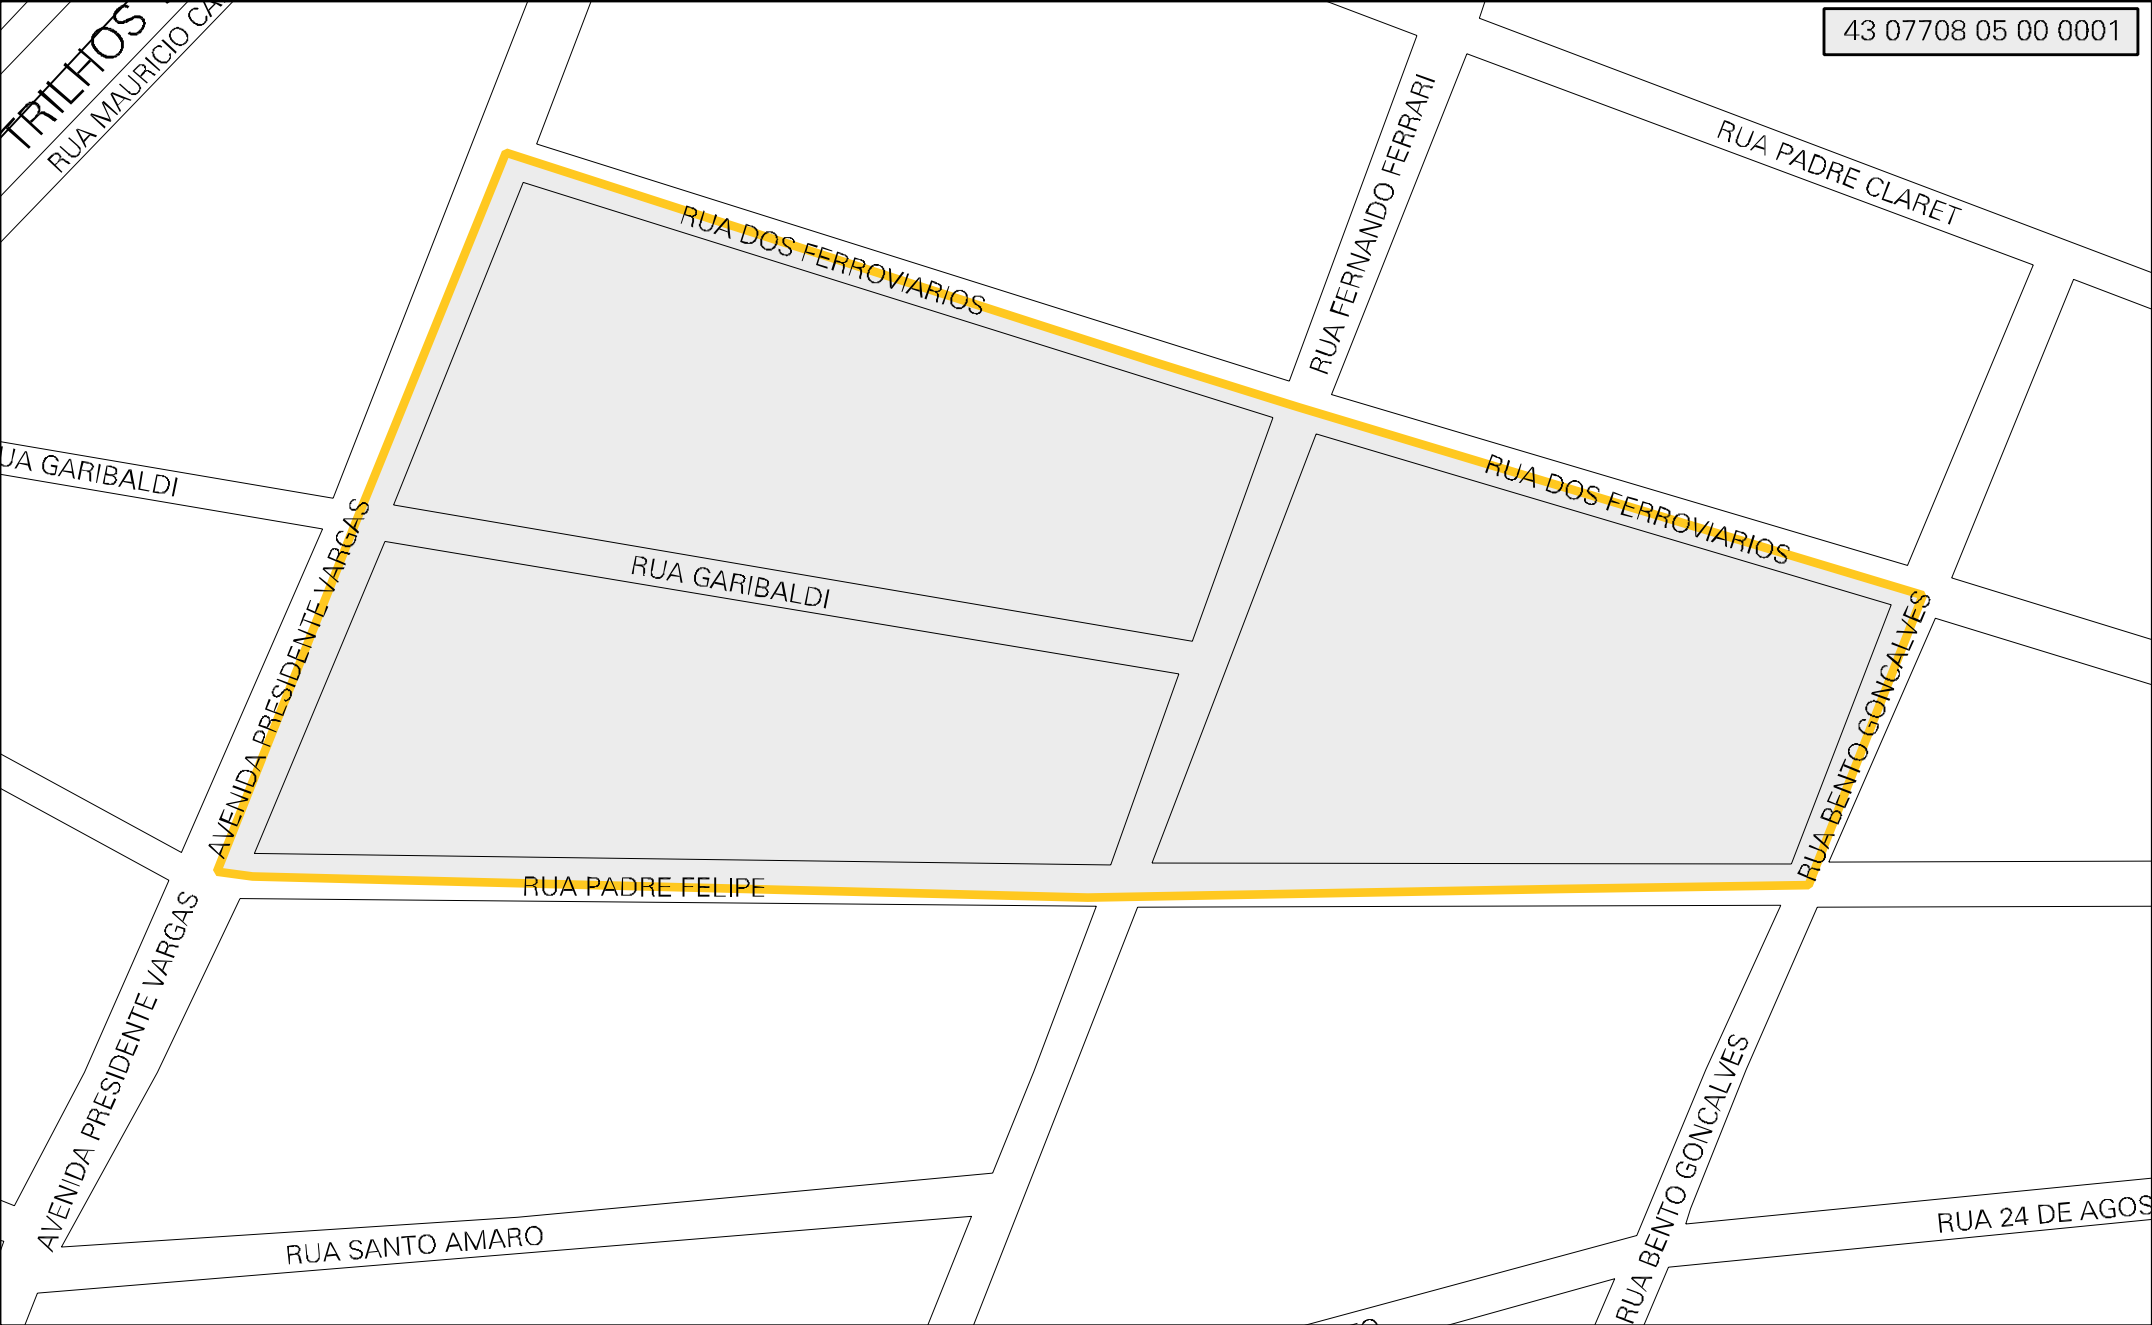 43 07708 05 00 0001
TRILHOS
RUA MAURICIO
RUA FERNANDO FERRARI
RUA PADRE CLARET
RUA DOS FERROVIARIOS
RUA GARIBALDI
RUA DOS FERROVIARIOS
AVENIDA PRESIDENTE VARGAS
RUA GARIBALDI
RUA BENTO GONCALVES
RUA PADRE FELIPE
AVENIDA PRESIDENTE VARGAS
RUA BENTO GONCALVES
RUA SANTO AMARO
RUA 24 DE AGOS